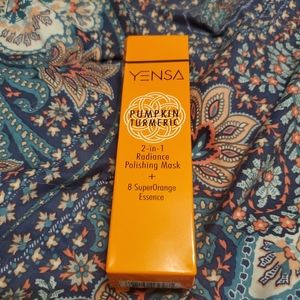 YENSA
PUMPKIN
TURMERIC
2-in-1
Radiance
Polishing Mask
+
8 SuperOrange
Essence